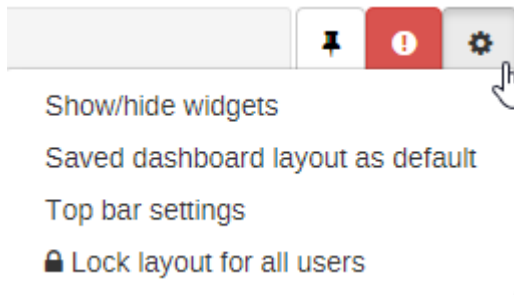 Show/hide widgets
Saved dashboard layout as default
Top bar settings
Lock layout for all users